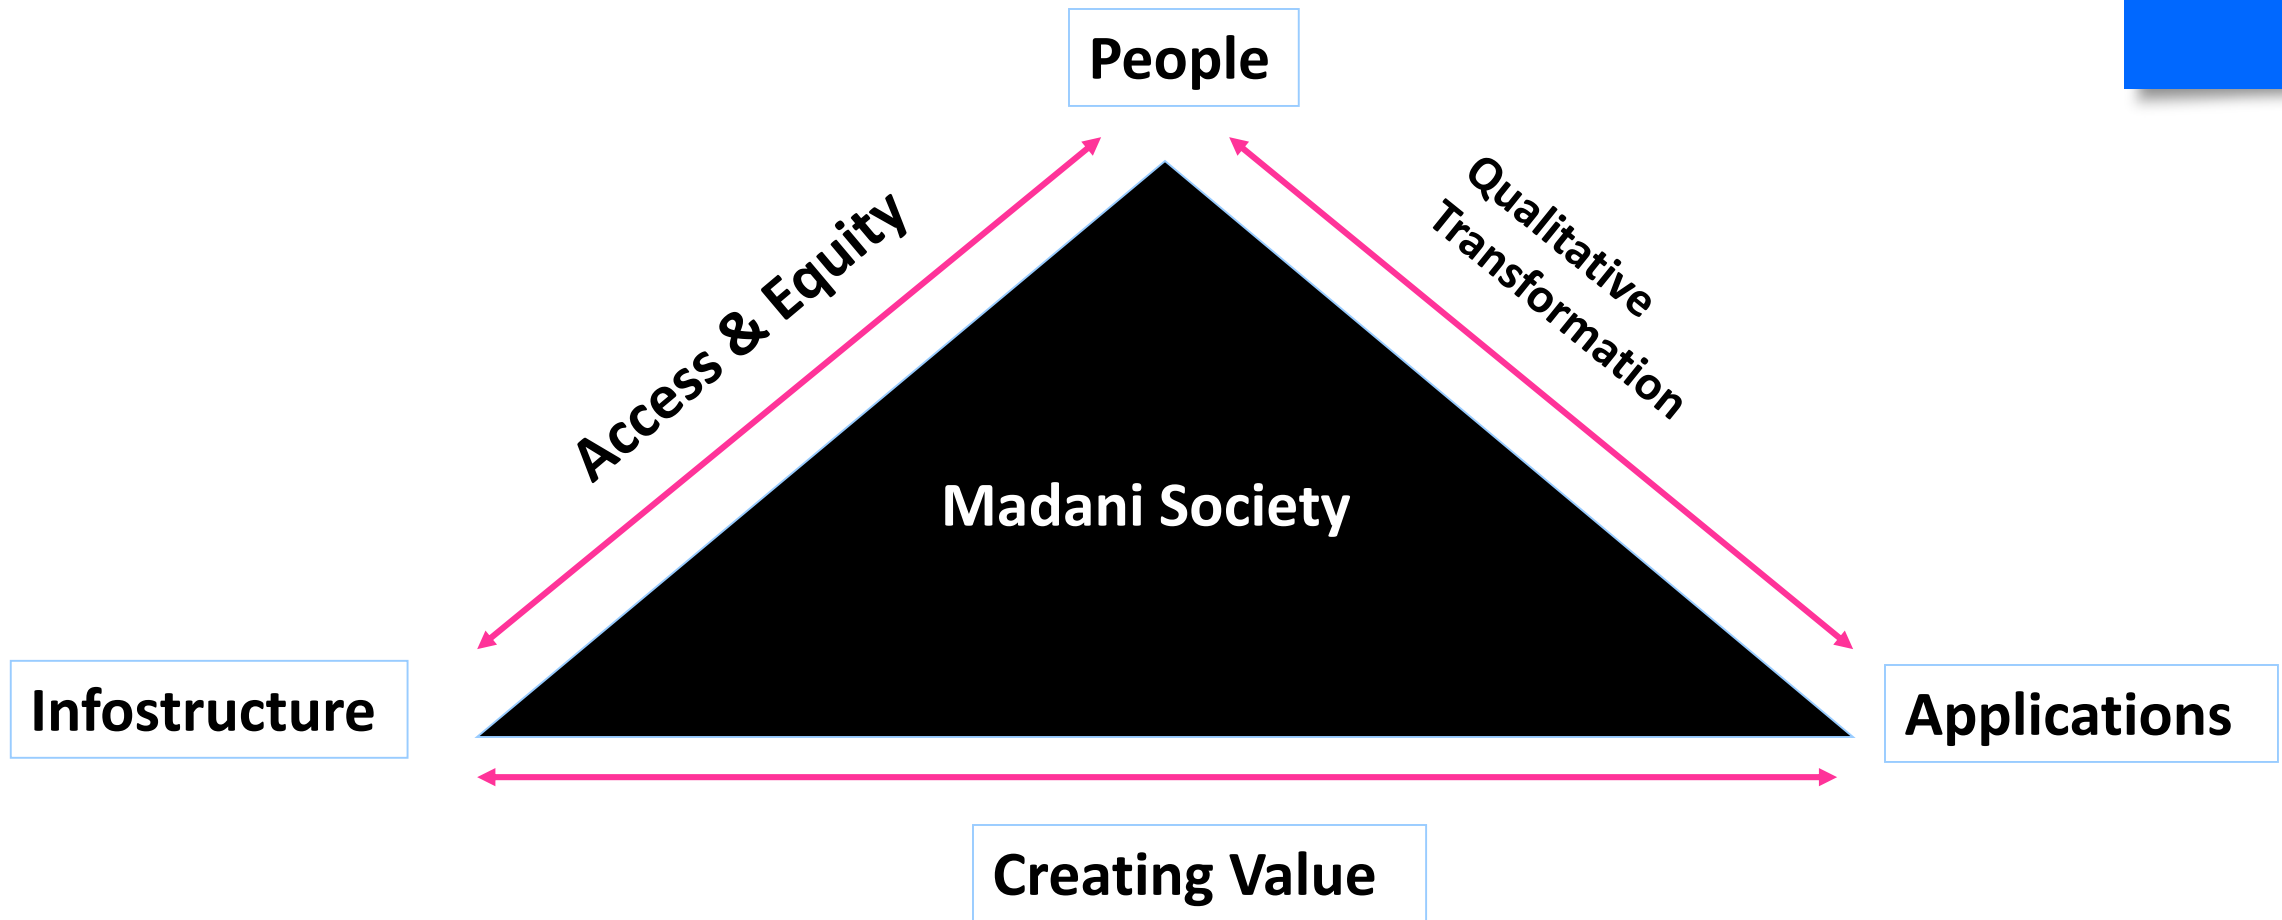 People
Access & Equity
Qualitative
Transformation
Madani Society
Infostructure
Applications
Creating Value